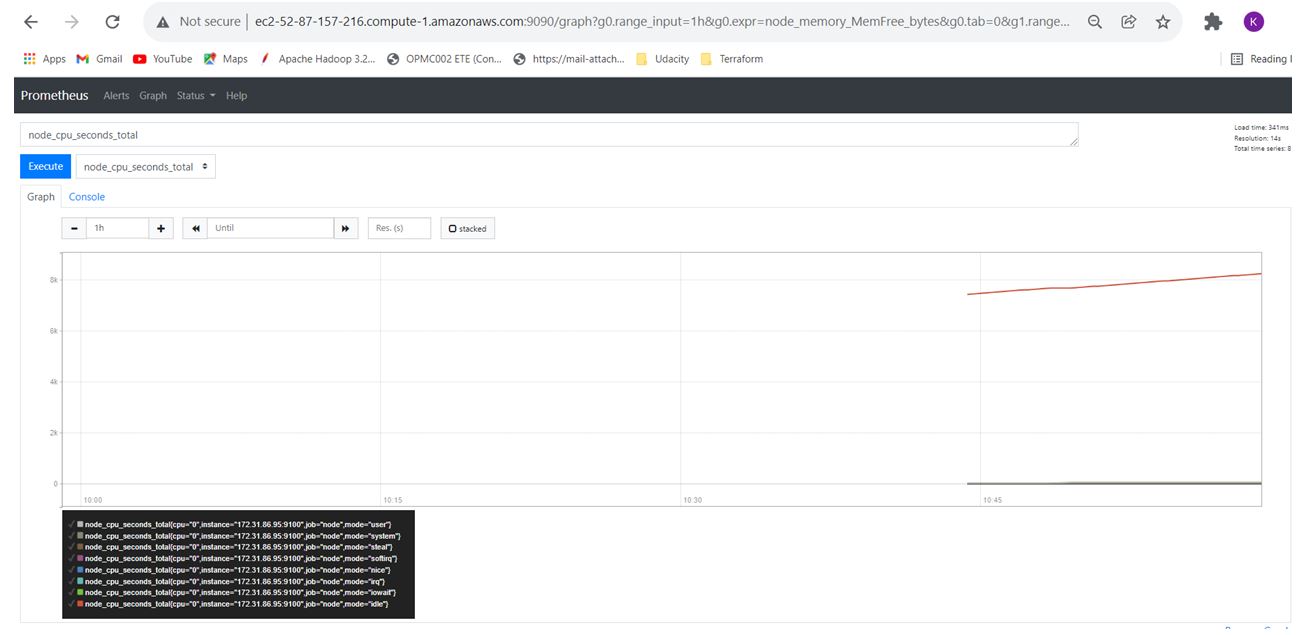 Not secure | ec2-52-87-157-216.compute-1.amazonaws.com:9090/graph?g0.range_input=1h&g0.expr=node_memory_MemFree_bytes&g0.tab=0&g1.range... K
Apps Gmail YouTube Maps Apache Hadoop 3.2... OPMC002 ETE (Con... https://mail-attach... Udacity Terraform Reading
Prometheus Alerts Graph Status Help
node_cpu_seconds_total
Load time: 341ms
Resolution: 14s
Total time series: 8
Execute node_cpu_seconds_total
Graph Console
- 1h + Until Res. (s) stacked
8k
6k
4k
2k
0
10:00 10:15 10:30 10:45
node_cpu_seconds_total{cpu="0",instance="172.31.86.95:9100",job="node",mode="user"}
node_cpu_seconds_total{cpu="0",instance="172.31.86.95:9100",job="node",mode="system"}
node_cpu_seconds_total{cpu="0",instance="172.31.86.95:9100",job="node",mode="steal"}
node_cpu_seconds_total{cpu="0",instance="172.31.86.95:9100",job="node",mode="softirq"}
node_cpu_seconds_total{cpu="0",instance="172.31.86.95:9100",job="node",mode="nice"}
node_cpu_seconds_total{cpu="0",instance="172.31.86.95:9100",job="node",mode="irq"}
node_cpu_seconds_total{cpu="0",instance="172.31.86.95:9100",job="node",mode="iowait"}
node_cpu_seconds_total{cpu="0",instance="172.31.86.95:9100",job="node",mode="idle"}